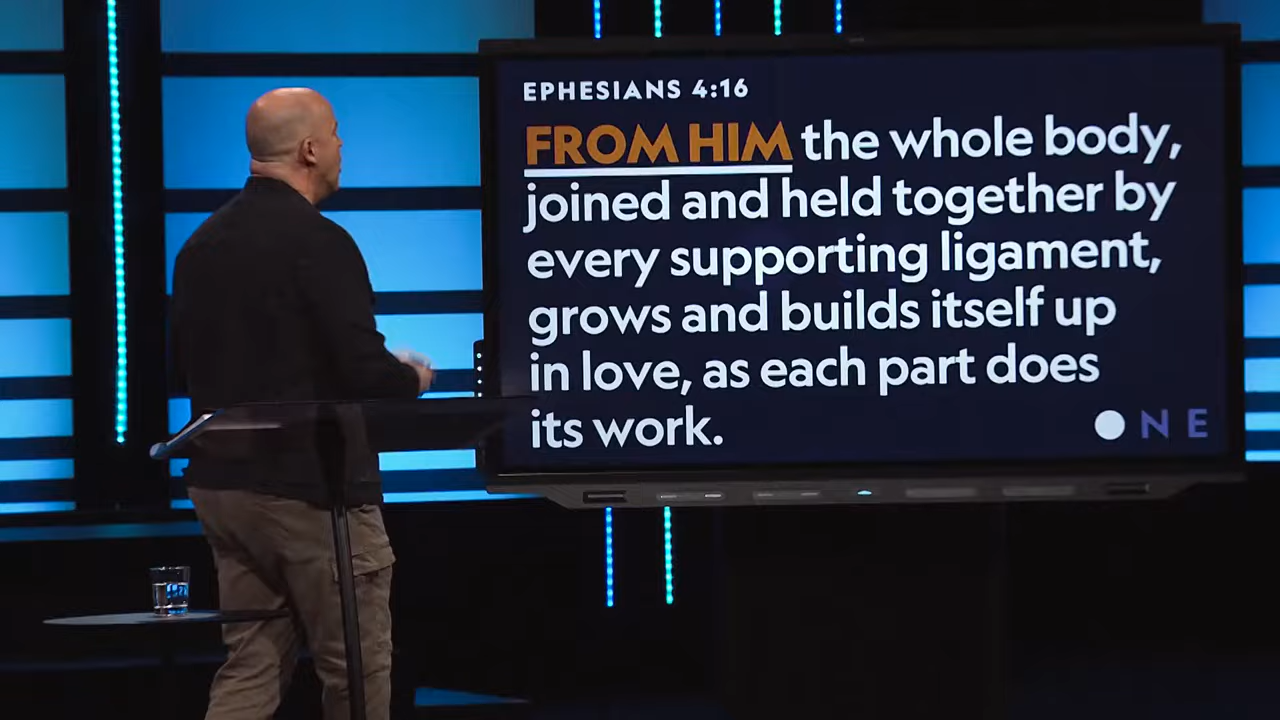 EPHESIANS 4:16
FROM HIM the whole body,
joined and held together by
every supporting ligament,
grows and builds itself up
in love, as each part does
its work.
ONE